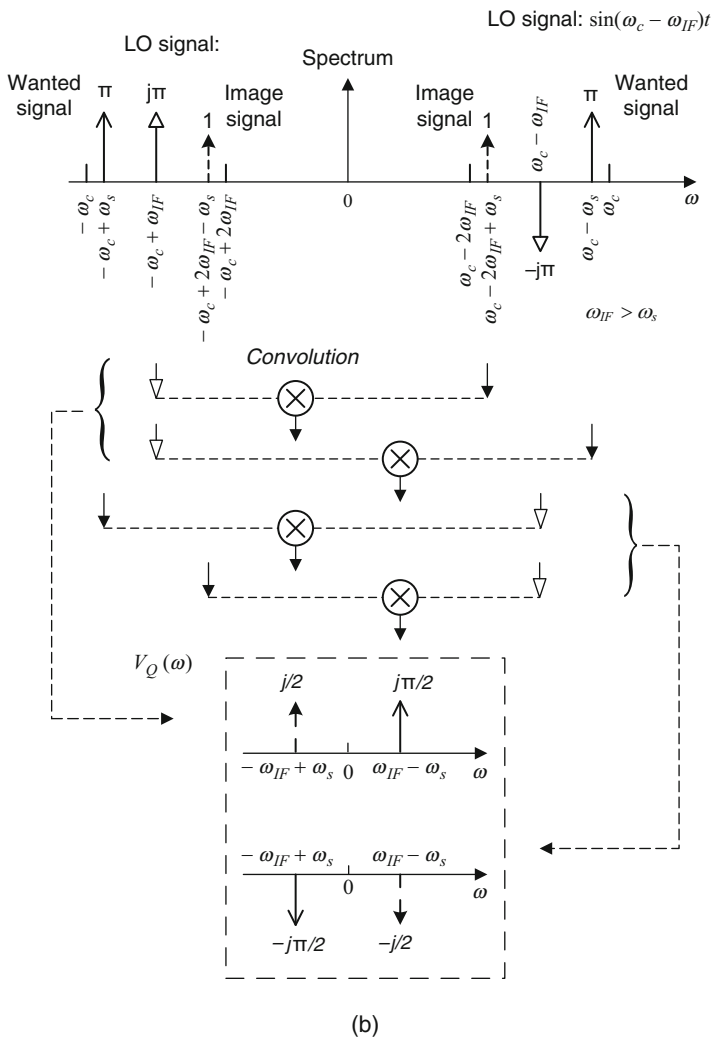 LO signal: sin(ω_c − ω_IF)t
LO signal:
Spectrum
Wanted signal
π
jπ
1
Image signal
Image signal
1
ω_c − ω_IF
π
Wanted signal
− ω_c
− ω_c + ω_s
− ω_c + ω_IF
− ω_c + 2ω_IF − ω_s
− ω_c + 2ω_IF
0
ω_c − 2ω_IF
ω_c − 2ω_IF + ω_s
−jπ
ω_c − ω_s
ω_c
ω
ω_IF > ω_s
Convolution
V_Q (ω)
j/2
jπ/2
− ω_IF + ω_s
0
ω_IF − ω_s
ω
− ω_IF + ω_s
ω_IF − ω_s
0
ω
−jπ/2
−j/2
(b)